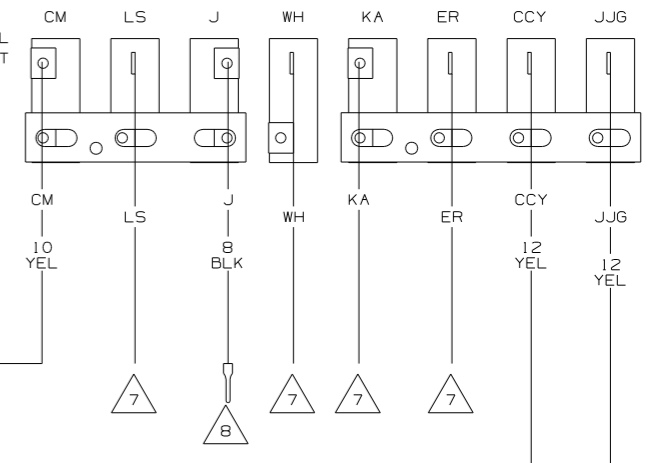 CM LS J WH KA ER CCY JJG
L
T
CM J KA CCY
LS WH ER JJG
10 8 12 12
YEL BLK YEL YEL
7 7 7 7
8